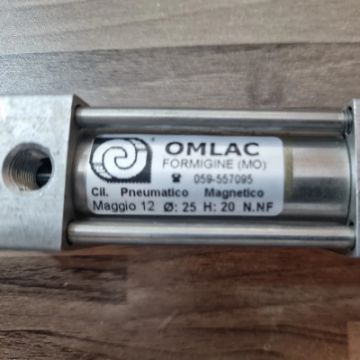 OMLAC
FORMIGINE (MO)
☎ 059-557095
Cil. Pneumatico Magnetico
Maggio 12 Ø: 25 H: 20 N.NF